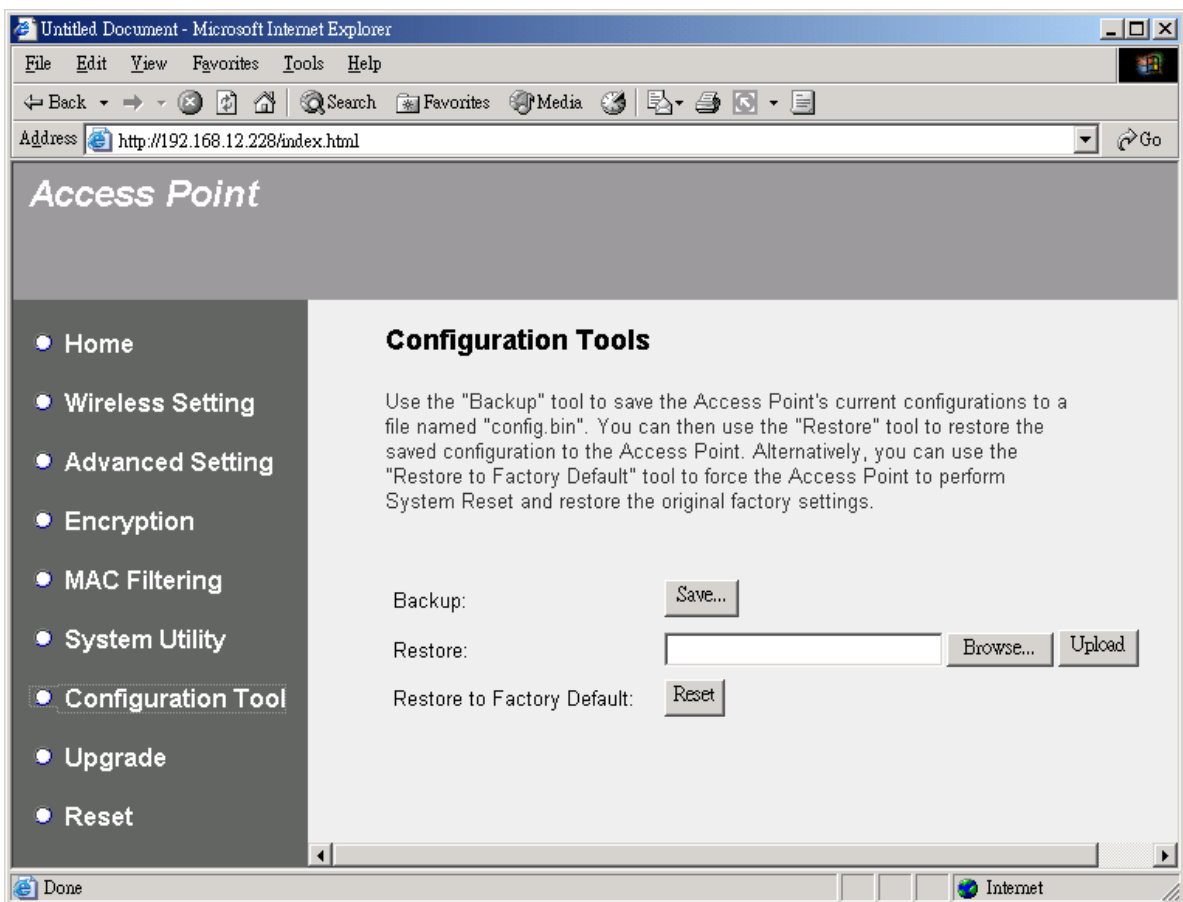 Untitled Document - Microsoft Internet Explorer
File Edit View Favorites Tools Help
Back Search Favorites Media
Address http://192.168.12.228/index.html Go
Access Point
Home
Wireless Setting
Advanced Setting
Encryption
MAC Filtering
System Utility
Configuration Tool
Upgrade
Reset
Configuration Tools
Use the "Backup" tool to save the Access Point's current configurations to a
file named "config.bin". You can then use the "Restore" tool to restore the
saved configuration to the Access Point. Alternatively, you can use the
"Restore to Factory Default" tool to force the Access Point to perform
System Reset and restore the original factory settings.
Backup: Save...
Restore: Browse... Upload
Restore to Factory Default: Reset
Done Internet